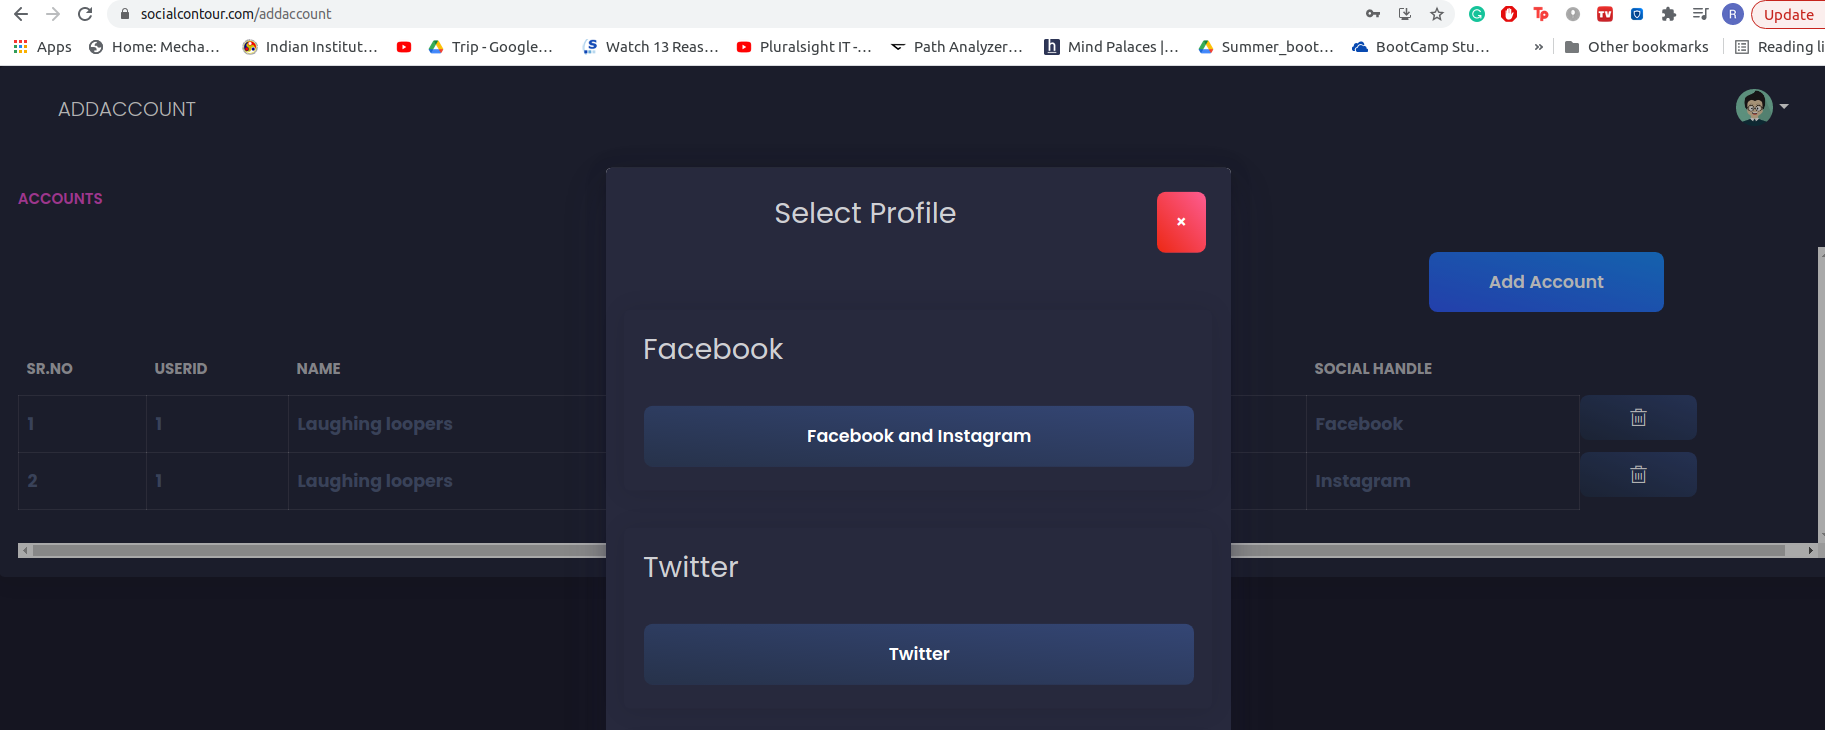 socialcontour.com/addaccount
R
Update
Apps
Home: Mecha...
Indian Institut...
Trip - Google...
S
Watch 13 Reas...
Pluralsight IT -...
Path Analyzer...
h
Mind Palaces |...
Summer_boot...
BootCamp Stu...
»
Other bookmarks
Reading li
ADDACCOUNT
ACCOUNTS
Select Profile
×
Add Account
Facebook
SR.NO USERID NAME SOCIAL HANDLE
1 1 Laughing loopers Facebook
Facebook and Instagram
2 1 Laughing loopers Instagram
Twitter
Twitter